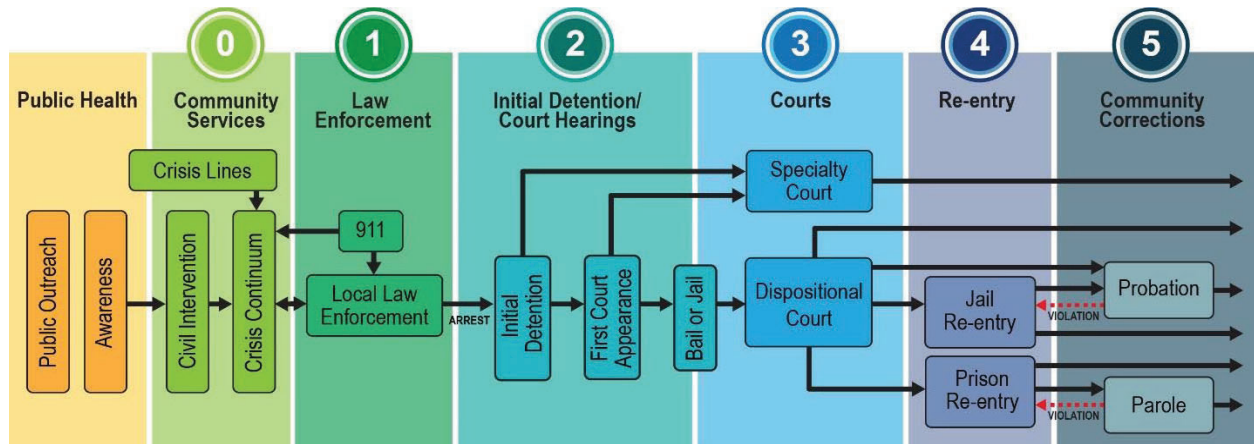 0
1
2
3
4
5
Public Health
Community
Services
Law
Enforcement
Initial Detention/
Court Hearings
Courts
Re-entry
Community
Corrections
Public Outreach
Awareness
Crisis Lines
Civil Intervention
Crisis Continuum
911
Local Law
Enforcement
ARREST
Initial
Detention
First Court
Appearance
Bail or Jail
Specialty
Court
Dispositional
Court
Jail
Re-entry
VIOLATION
Probation
Prison
Re-entry
VIOLATION
Parole